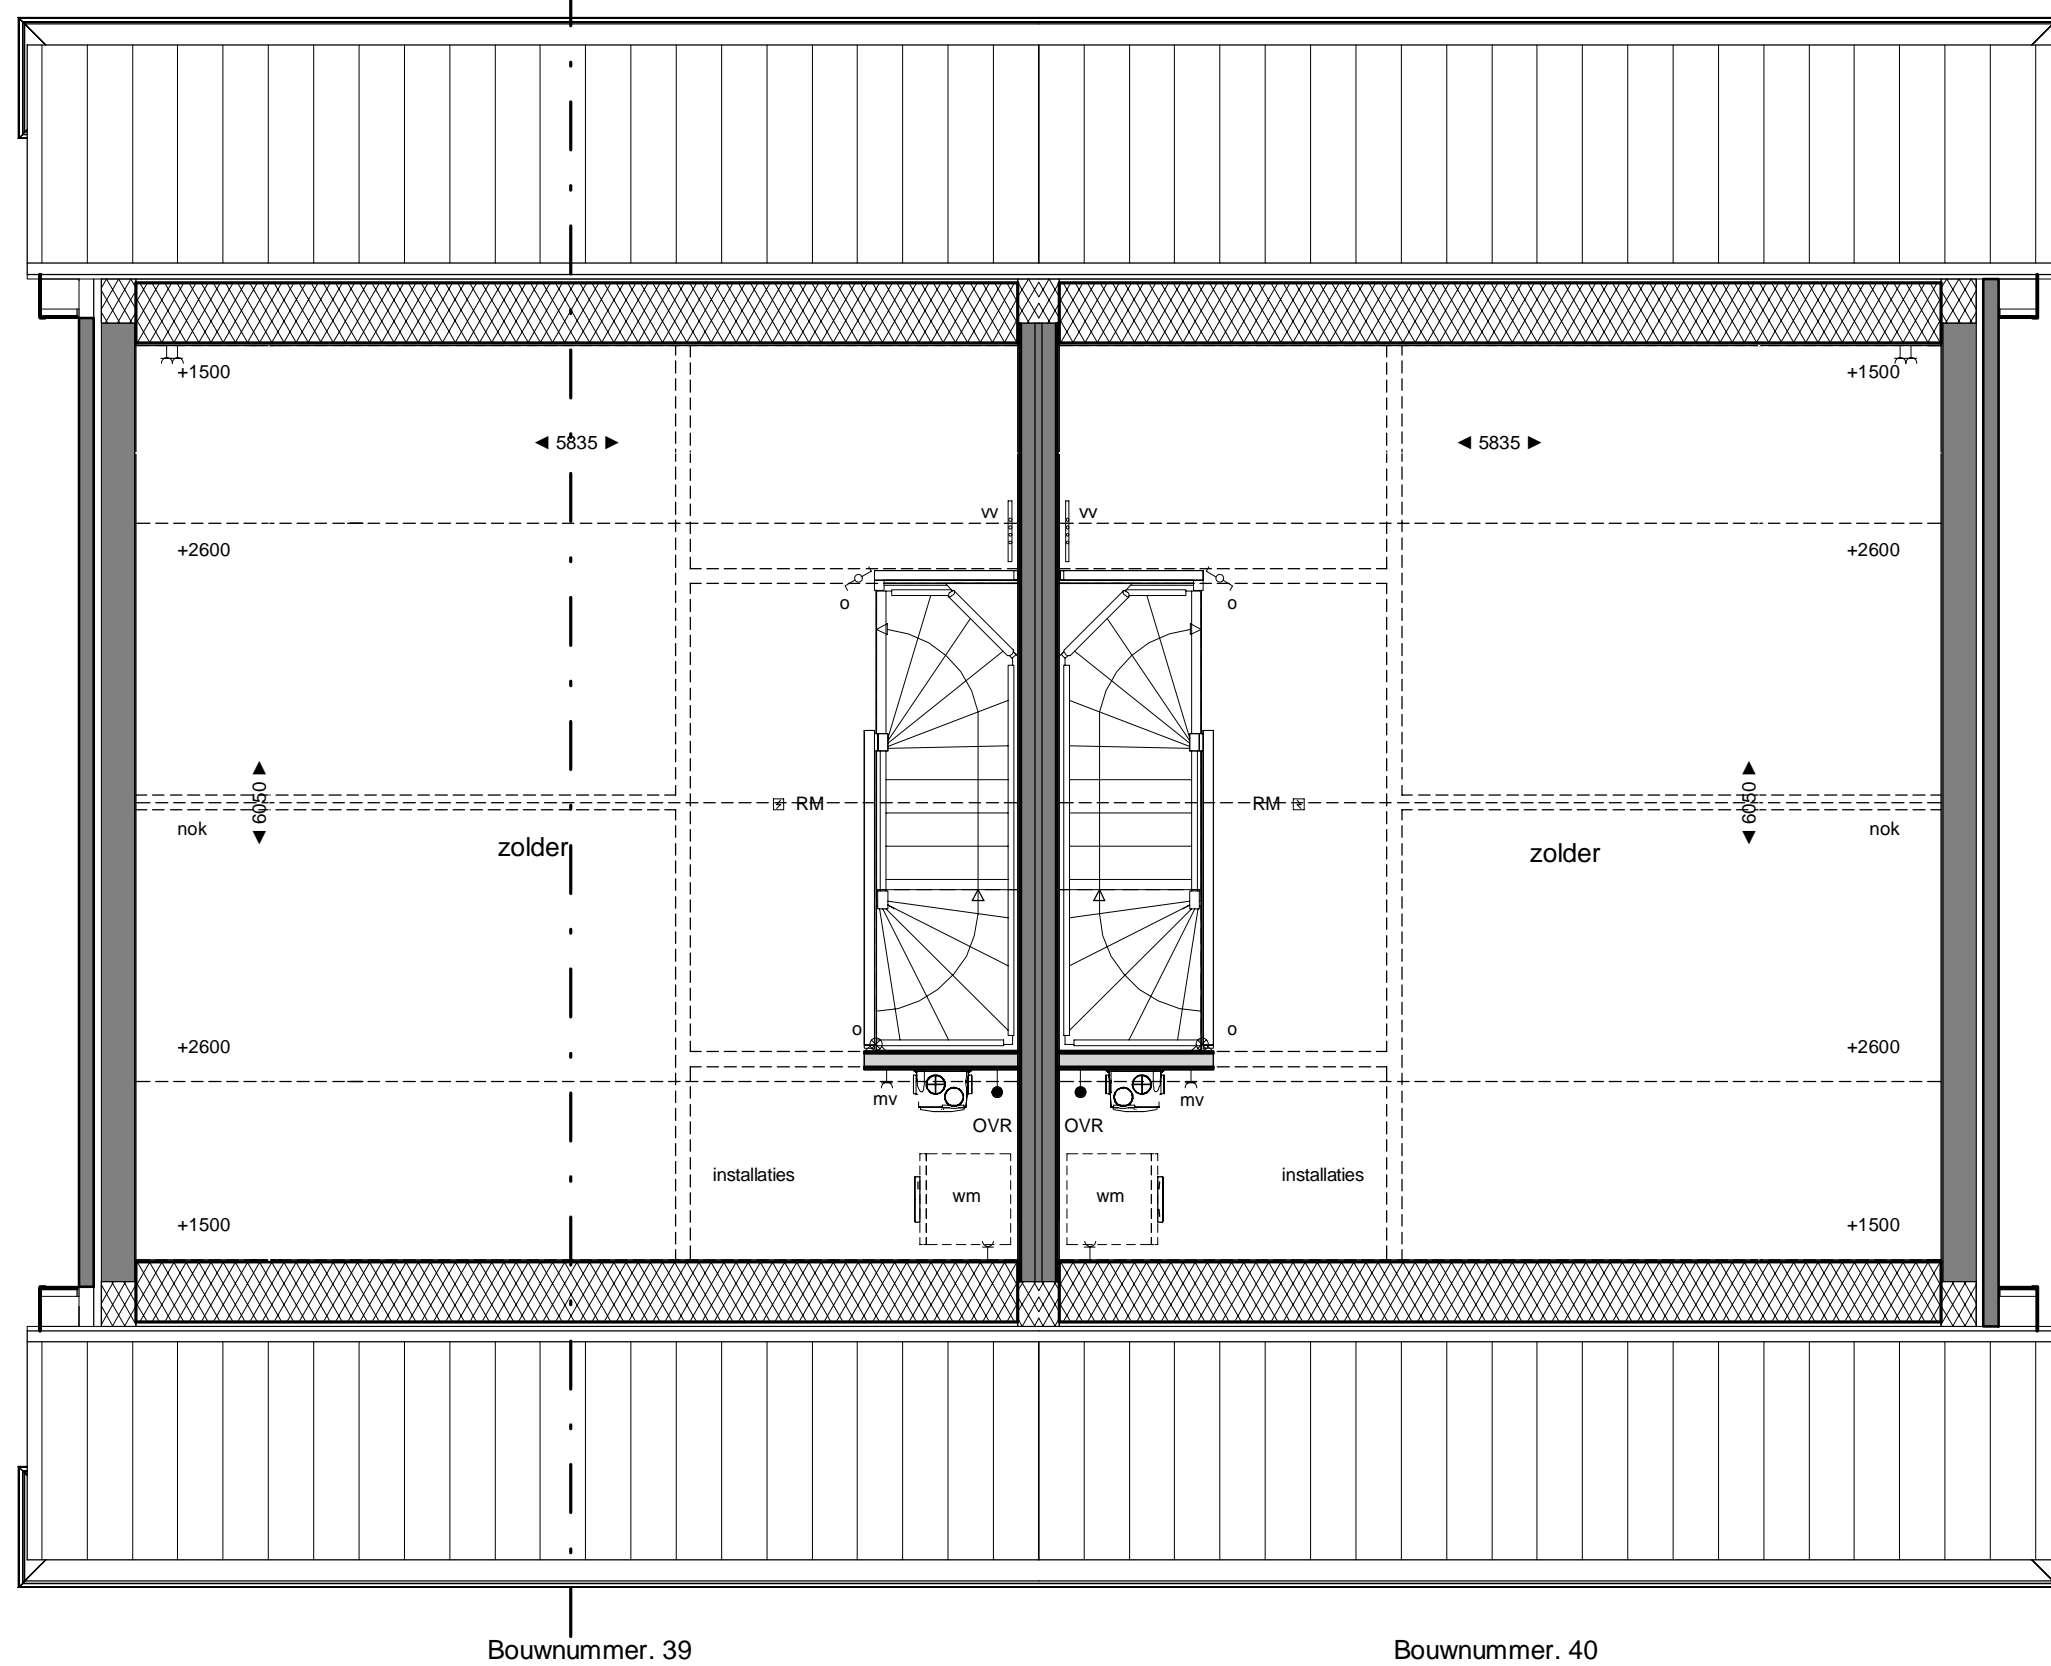 +1500 +1500
◄ 5835 ► ◄ 5835 ►
vv vv
+2600 +2600
o o
◄ 6050 ► ◄ 6050 ►
RM RM
nok nok
zolder zolder
o o
+2600 +2600
mv mv
OVR OVR
installaties installaties
wm wm
+1500 +1500
Bouwnummer. 39 Bouwnummer. 40